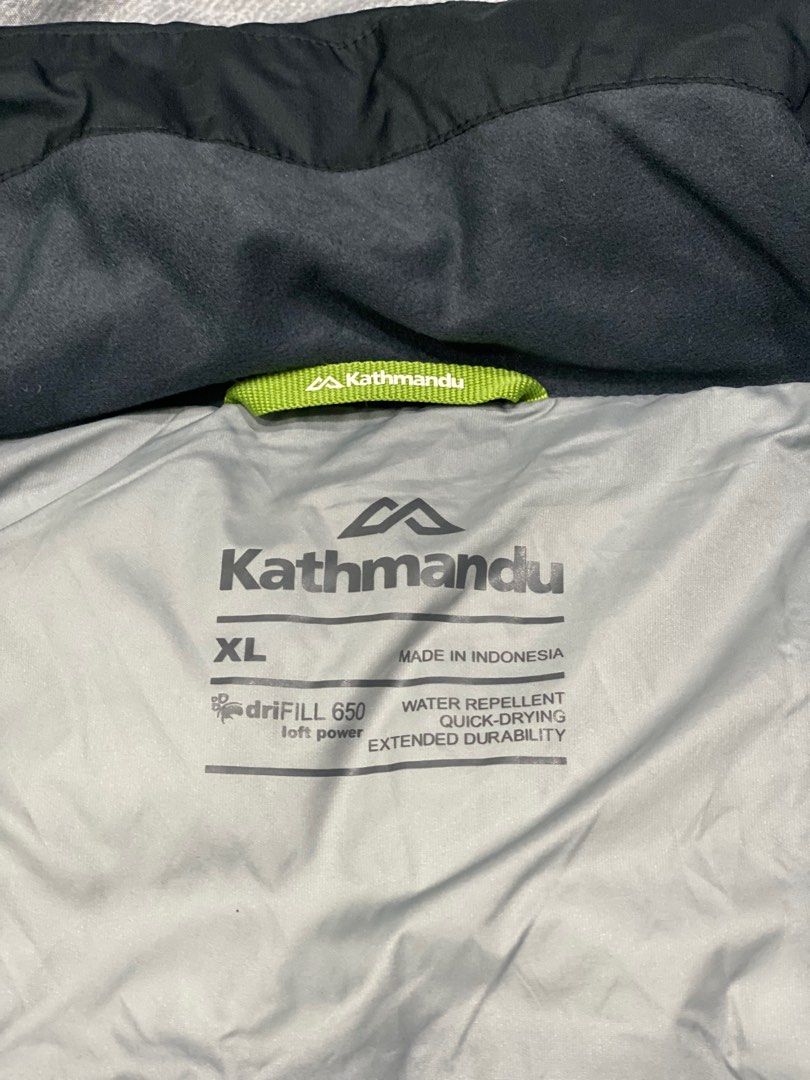 Kathmandu
Kathmandu
XL
MADE IN INDONESIA
driFILL 650
loft power
WATER REPELLENT
QUICK-DRYING
EXTENDED DURABILITY